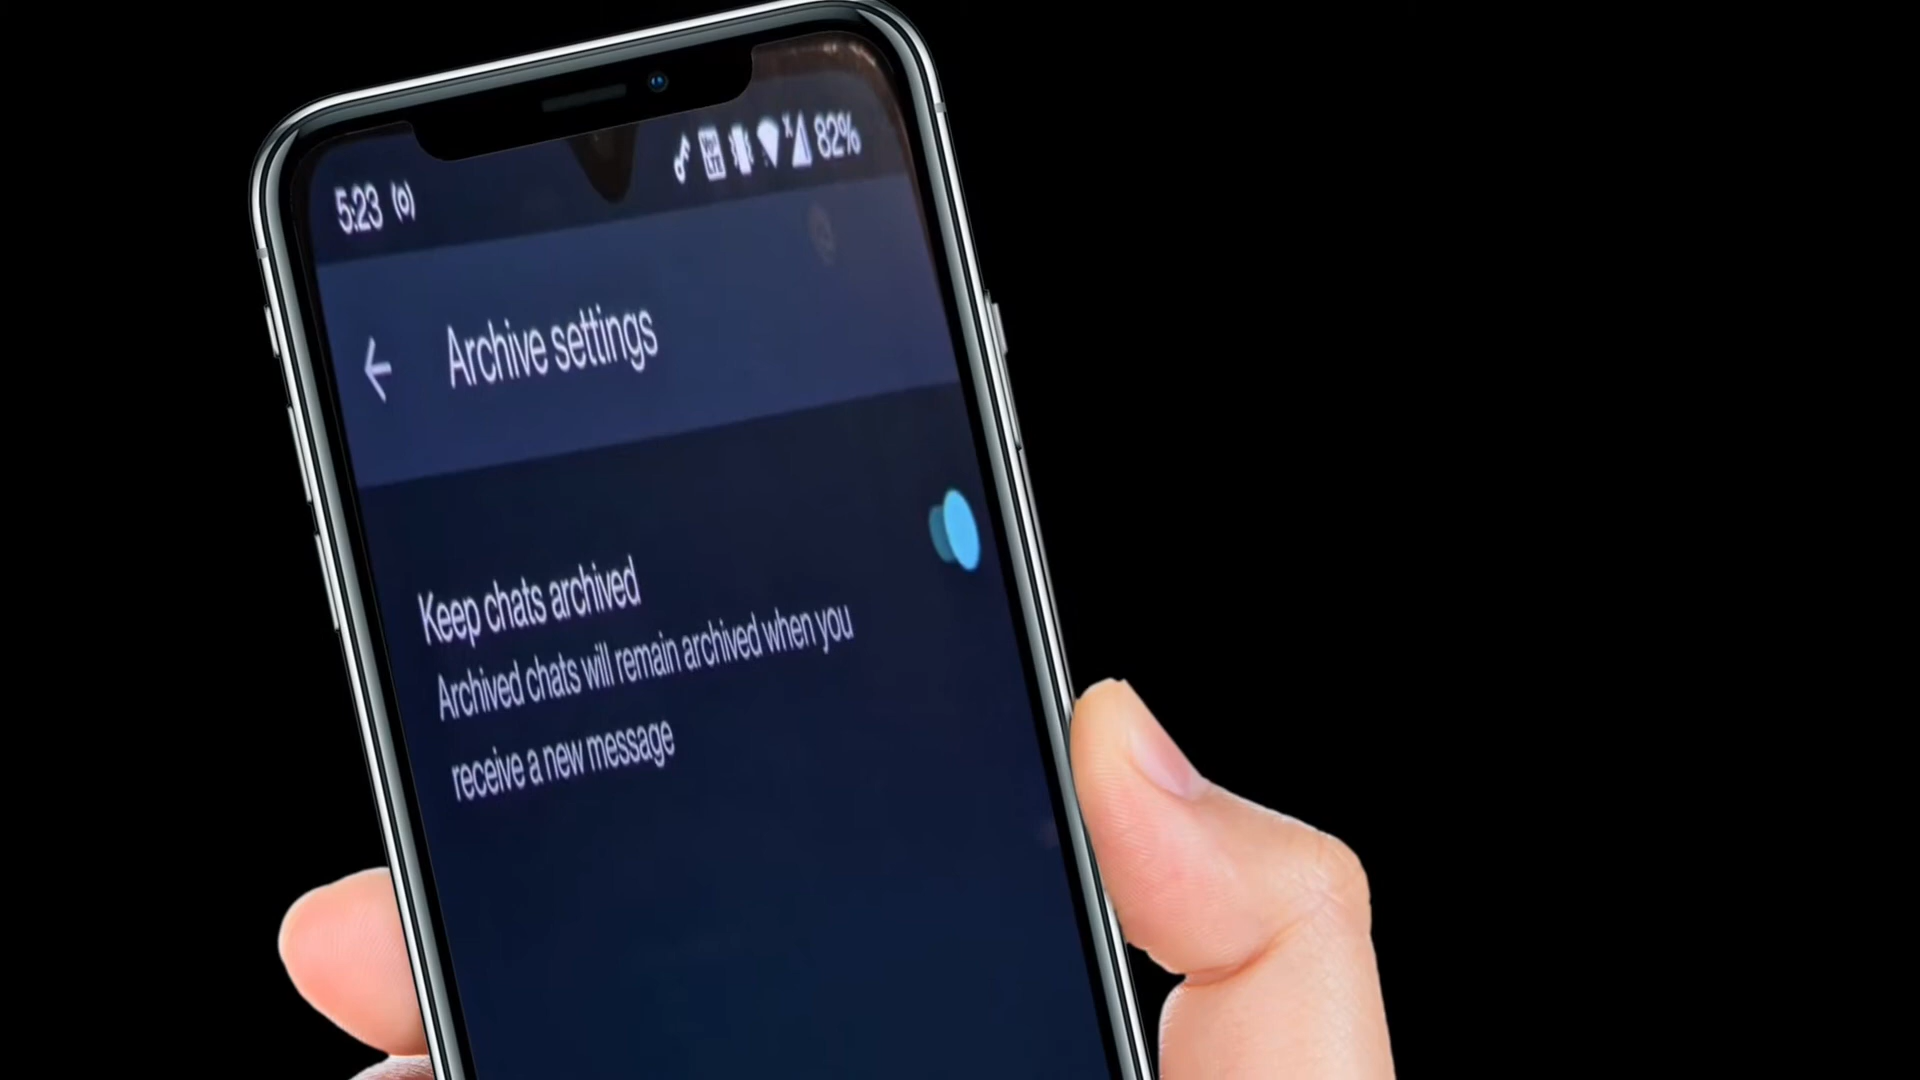 5:23 82%
Archive settings
Keep chats archived
Archived chats will remain archived when you
receive a new message